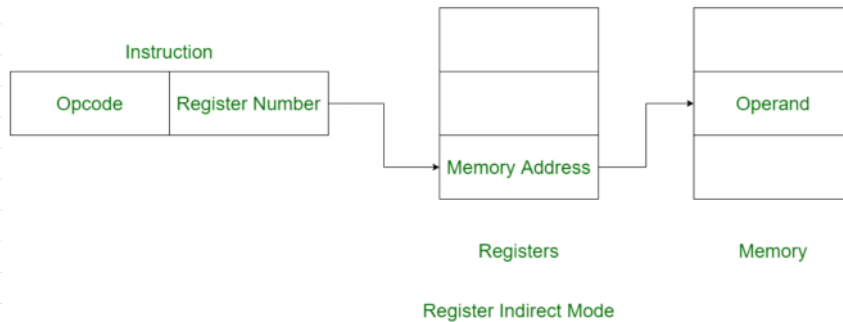 Instruction
Opcode
Register Number
Operand
Memory Address
Registers
Memory
Register Indirect Mode